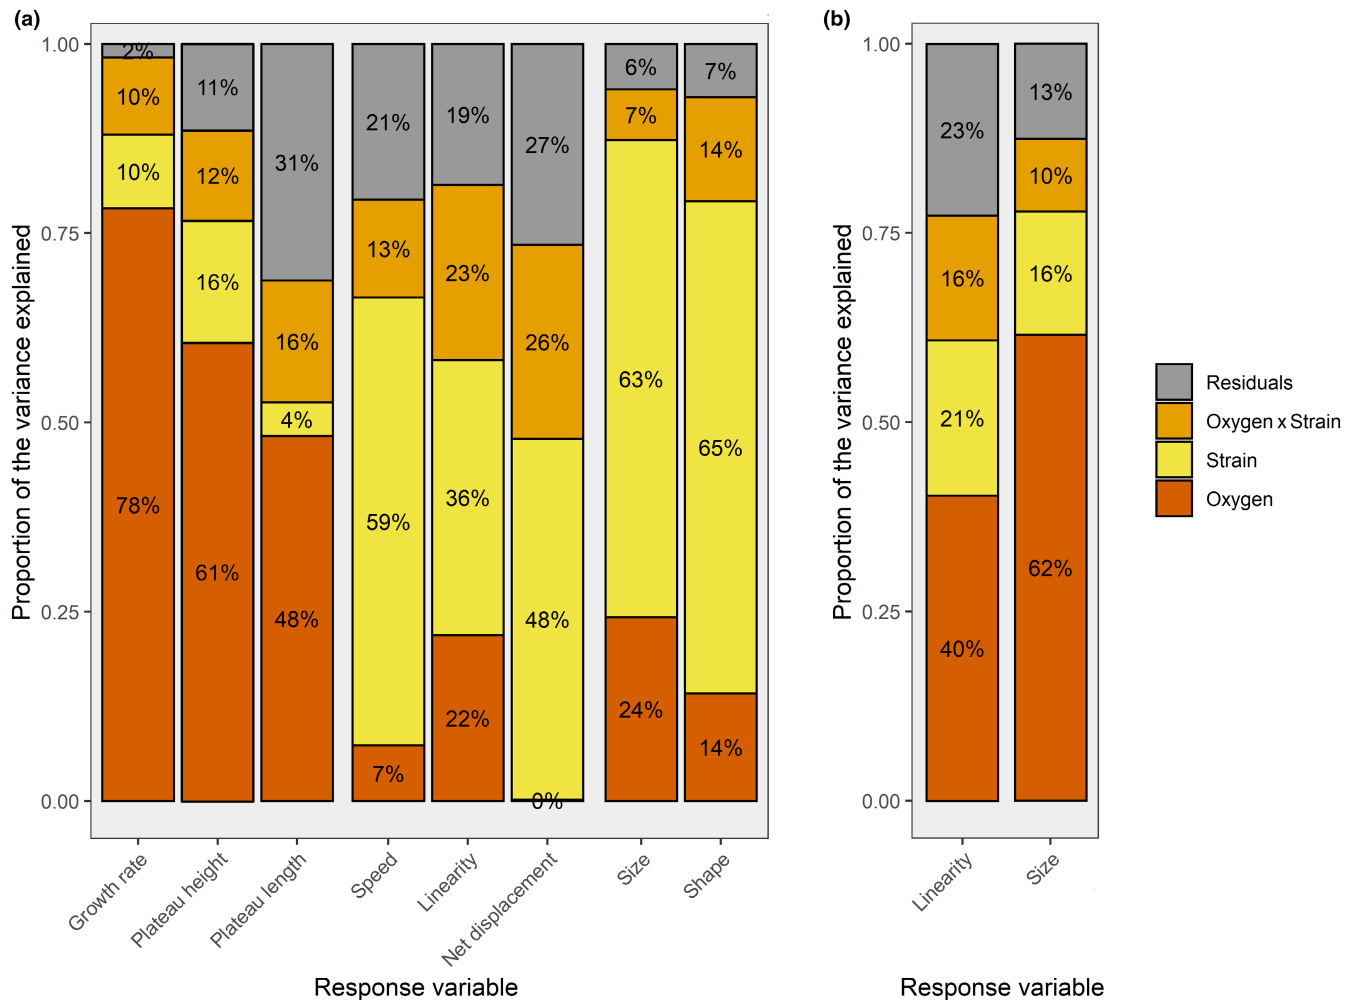 (a)
(b)
Proportion of the variance explained
1.00
0.75
0.50
0.25
0.00
2%
10%
10%
78%
11%
12%
16%
61%
31%
16%
4%
48%
21%
13%
59%
7%
19%
23%
36%
22%
27%
26%
48%
0%
6%
7%
63%
24%
7%
14%
65%
14%
Growth rate
Plateau height
Plateau length
Speed
Linearity
Net displacement
Size
Shape
Response variable
Proportion of the variance explained
1.00
0.75
0.50
0.25
0.00
23%
16%
21%
40%
13%
10%
16%
62%
Linearity
Size
Response variable
Residuals
Oxygen x Strain
Strain
Oxygen